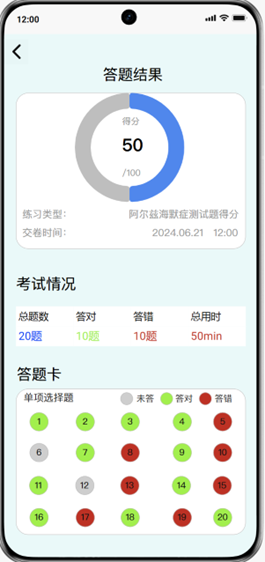 12:00
答题结果
得分
50
/100
练习类型: 阿尔兹海默症测试题得分
交卷时间: 2024.06.21 12:00
考试情况
总题数 答对 答错 总用时
20题 10题 10题 50min
答题卡
单项选择题 未答 答对 答错
1 2 3 4 5
6 7 8 9 10
11 12 13 14 15
16 17 18 19 20